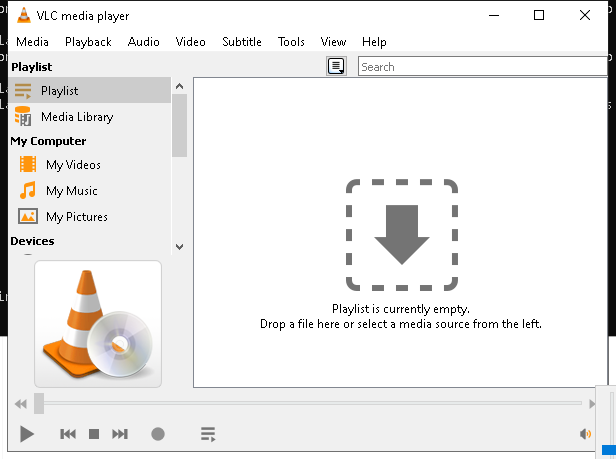 VLC media player
Media Playback Audio Video Subtitle Tools View Help
Playlist
Search
Playlist
Media Library
My Computer
My Videos
My Music
My Pictures
Devices
Playlist is currently empty.
Drop a file here or select a media source from the left.